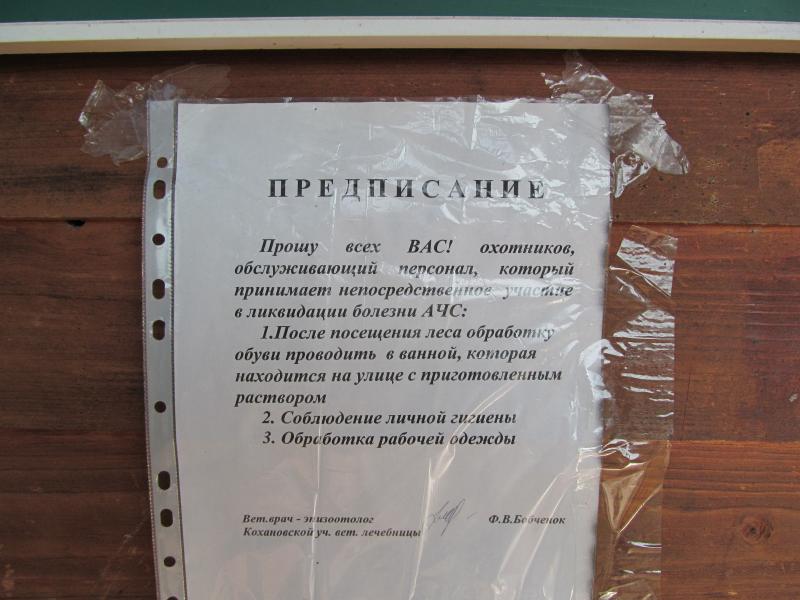 ПРЕДПИСАНИЕ
Прошу всех ВАС! охотников,
обслуживающий персонал, который
принимает непосредственное участие
в ликвидации болезни АЧС:
1.После посещения леса обработку
обуви проводить в ванной, которая
находится на улице с приготовленным
раствором
2. Соблюдение личной гигиены
3. Обработка рабочей одежды
Вет.врач - эпизоотолог Ф.В.Бобченок
Кохановской уч. вет. лечебницы